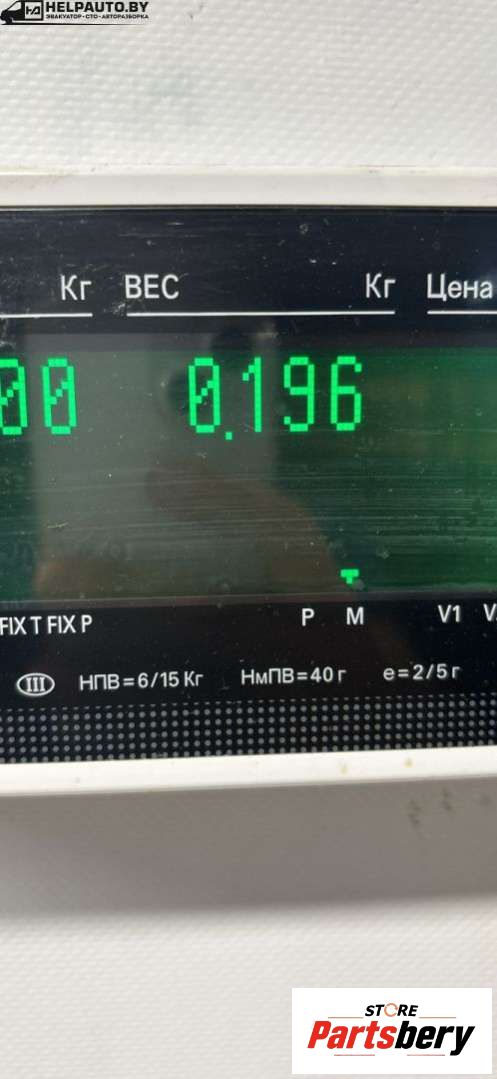 HELPAUTO.BY
ЭВАКУАТОР-СТО-АВТОРАЗБОРКА
Кг ВЕС Кг Цена
00 0.196
FIX T FIX P P M V1 V
III НПВ=6/15 Кг НмПВ=40 г e=2/5 г
STORE
Partsbery